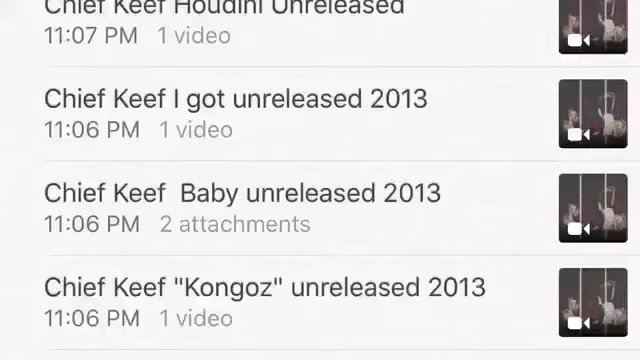 Chief Keef Houdini Unreleased
11:07 PM 1 video
Chief Keef I got unreleased 2013
11:06 PM 1 video
Chief Keef  Baby unreleased 2013
11:06 PM 2 attachments
Chief Keef "Kongoz" unreleased 2013
11:06 PM 1 video